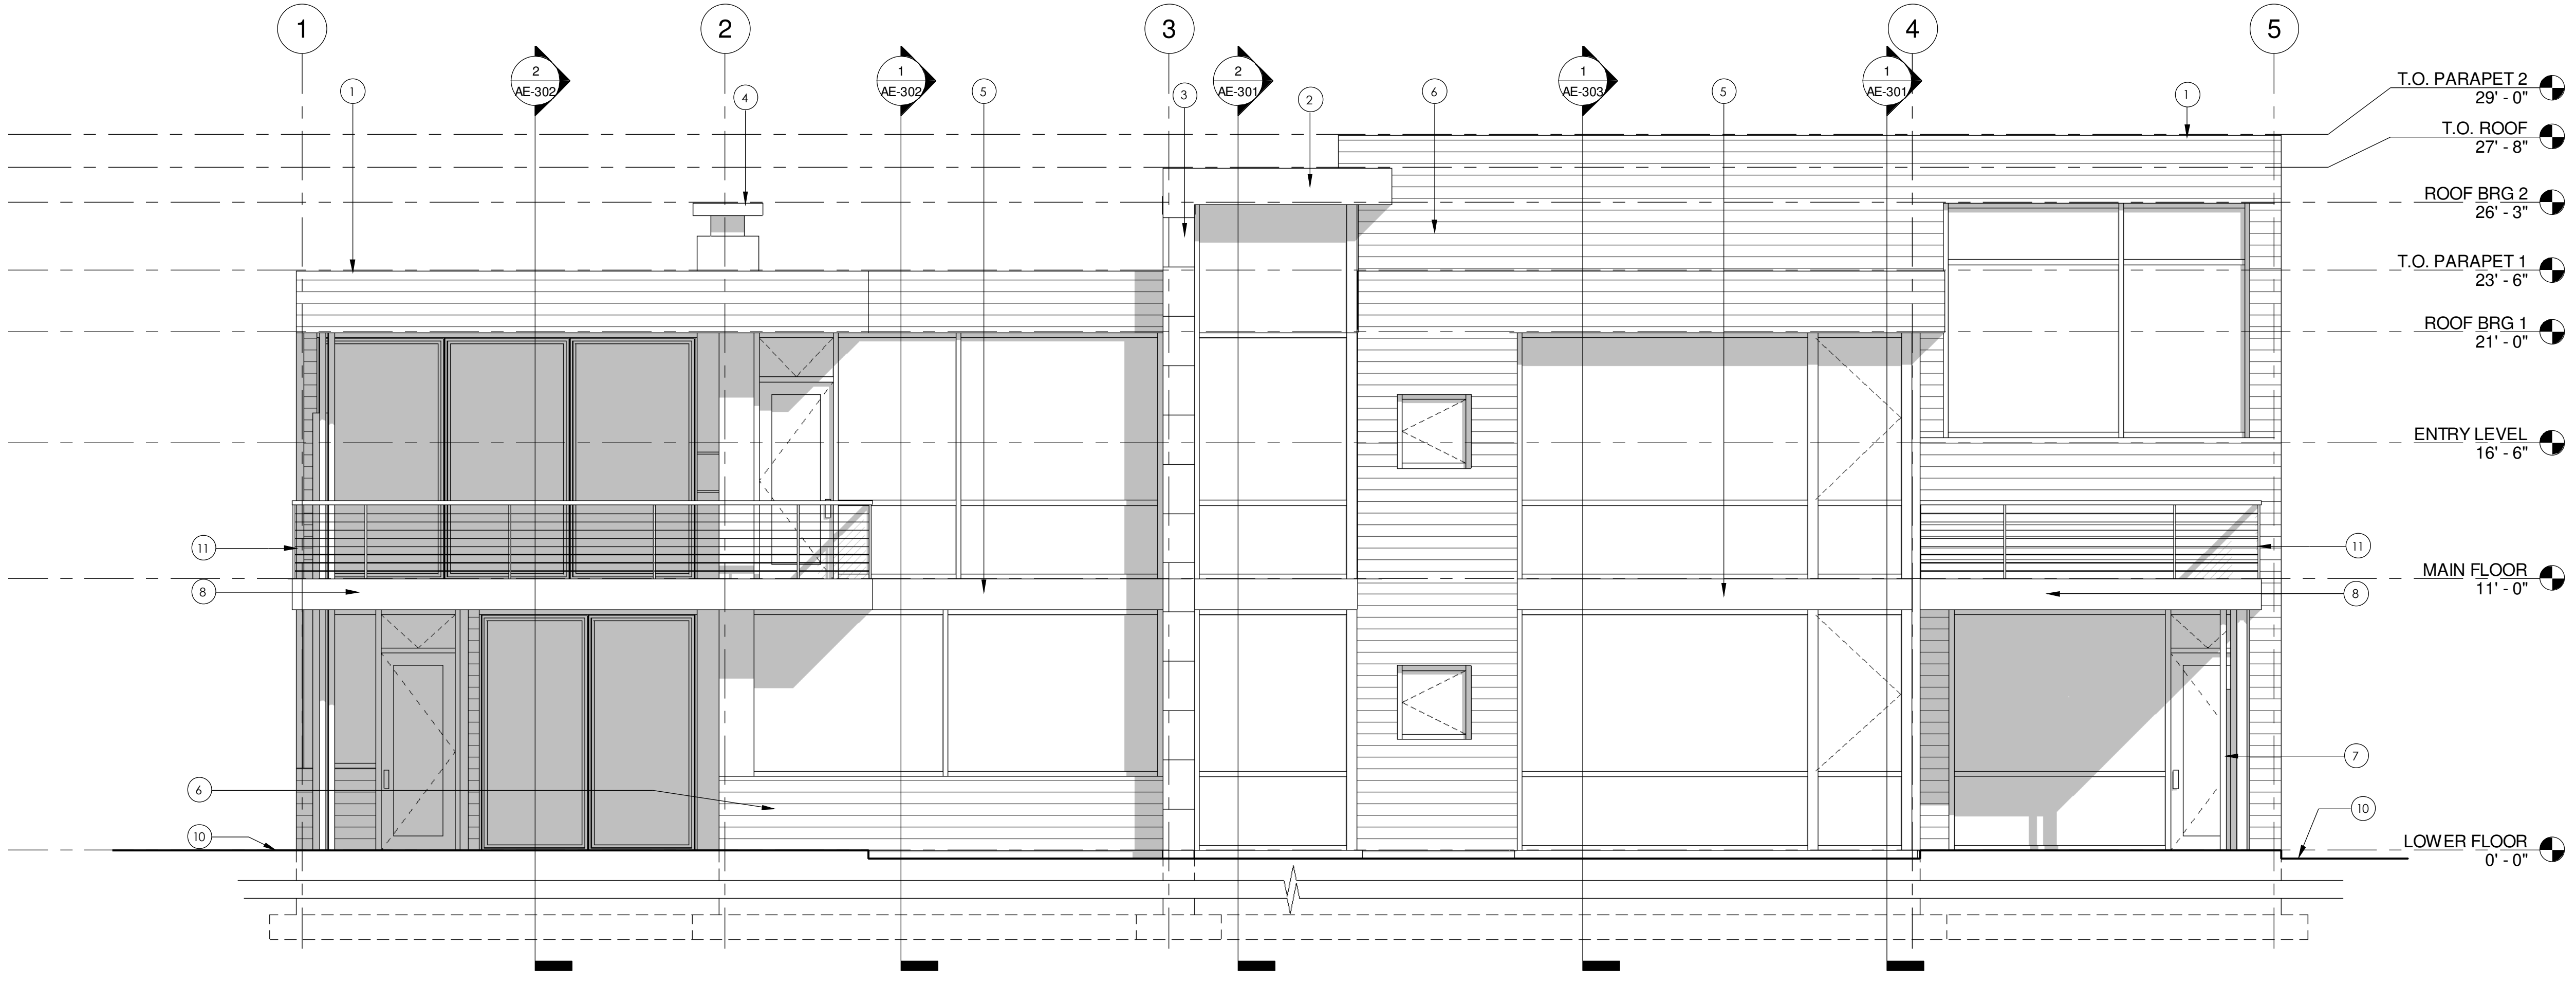 1
2
3
4
5
2
AE-302
1
AE-302
2
AE-301
1
AE-303
1
AE-301
1
4
5
3
2
6
5
1
T.O. PARAPET 2
29' - 0"
T.O. ROOF
27' - 8"
ROOF BRG 2
26' - 3"
T.O. PARAPET 1
23' - 6"
ROOF BRG 1
21' - 0"
ENTRY LEVEL
16' - 6"
11
11
MAIN FLOOR
11' - 0"
8
8
7
6
10
10
LOWER FLOOR
0' - 0"